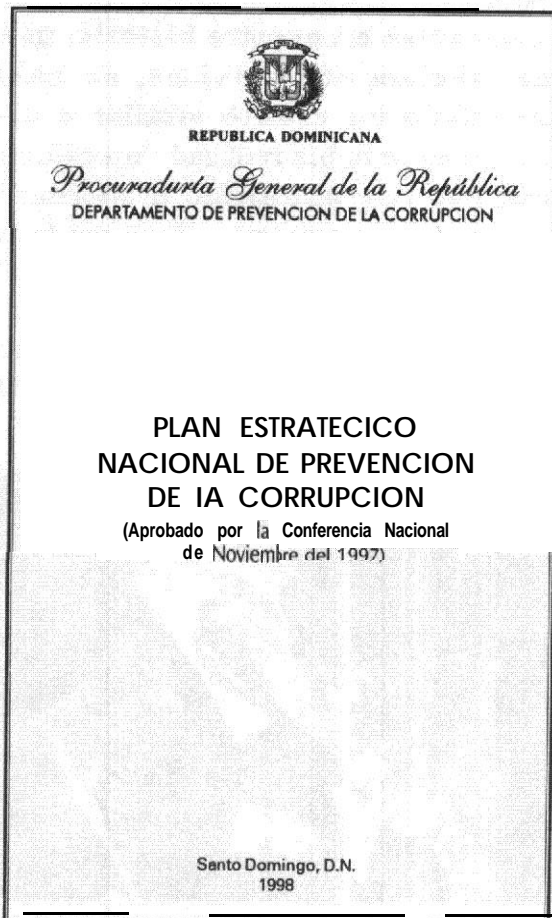 REPUBLICA DOMINICANA
Procuraduría General de la República
DEPARTAMENTO DE PREVENCION DE LA CORRUPCION
PLAN ESTRATECICO
NACIONAL DE PREVENCION
DE IA CORRUPCION
(Aprobado por la Conferencia Nacional
de Noviembre del 1997)
Santo Domingo, D.N.
1998